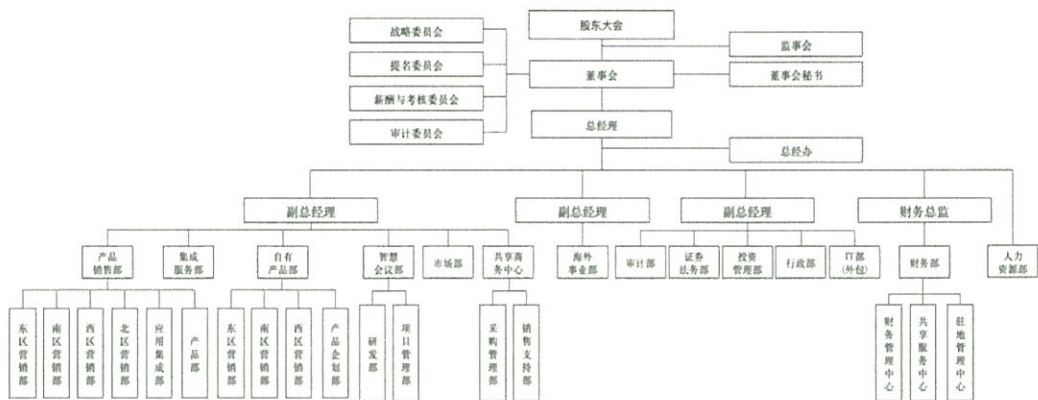 股东大会
战略委员会
监事会
提名委员会
董事会
董事会秘书
薪酬与考核委员会
总经理
审计委员会
总经办
副总经理
副总经理
副总经理
财务总监
产品
销售部
集成
服务部
自有
产品部
智慧
会议部
市场部
共享商
务中心
海外
事业部
审计部
证券
法务部
投资
管理部
行政部
IT部
(外包)
财务部
人力
资源部
东区营销部
南区营销部
西区营销部
北区营销部
应用集成部
产品部
东区营销部
南区营销部
西区营销部
产品企划部
研发部
项目管理部
采购管理部
销售支持部
财务管理中心
共享服务中心
驻地管理中心